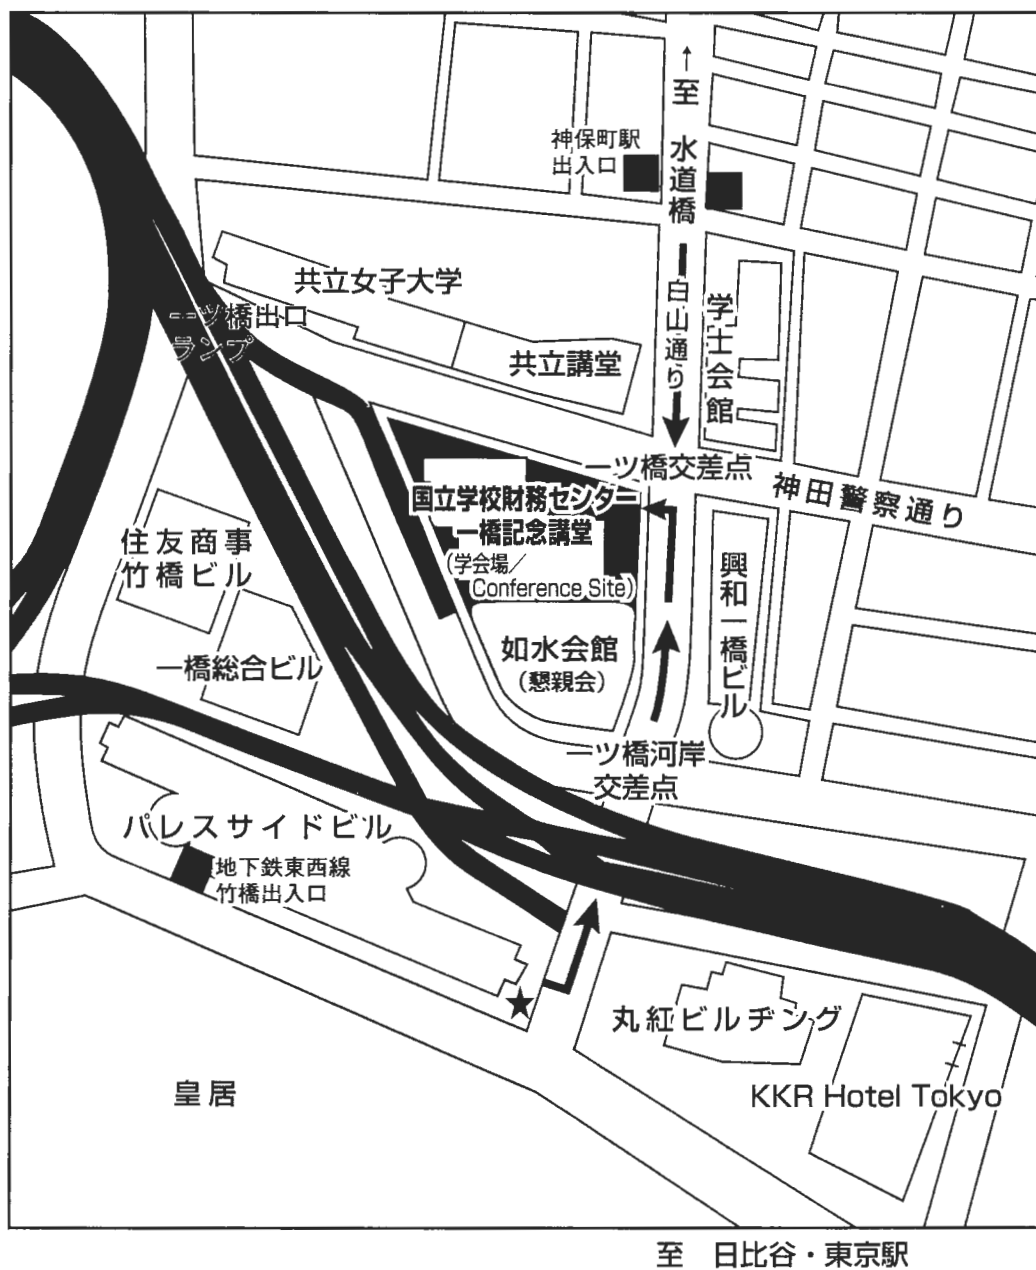 ↑至 水道橋
神保町駅
出入口
共立女子大学
白山通り
学士会館
一ツ橋出口
ランプ
共立講堂
一ツ橋交差点
神田警察通り
国立学校財務センター
一橋記念講堂
(学会場/
Conference Site)
住友商事
竹橋ビル
興和一橋ビル
如水会館
(懇親会)
一橋総合ビル
一ツ橋河岸
交差点
パレスサイドビル
地下鉄東西線
竹橋出入口
★
丸紅ビルヂング
皇居
KKR Hotel Tokyo
至 日比谷・東京駅